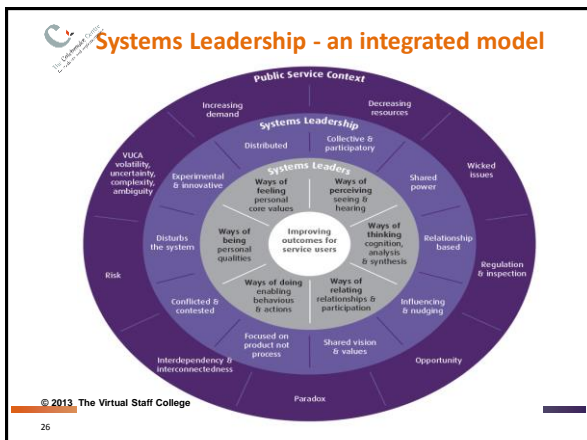 The Colebrooke Centre
Systems Leadership - an integrated model
Public Service Context
Increasing
demand
Decreasing
resources
Wicked
issues
Regulation
& inspection
Opportunity
Paradox
Interdependency &
interconnectedness
Risk
VUCA
volatility,
uncertainty,
complexity,
ambiguity
Systems Leadership
Distributed
Collective &
participatory
Shared
power
Relationship
based
Influencing
& nudging
Shared vision
& values
Focused on
product not
process
Conflicted &
contested
Disturbs
the system
Experimental
& innovative
Systems Leaders
Ways of
feeling
personal
core values
Ways of
perceiving
seeing &
hearing
Ways of
thinking
cognition,
analysis
& synthesis
Ways of
relating
relationships &
participation
Ways of doing
enabling
behaviour
& actions
Ways of
being
personal
qualities
Improving
outcomes for
service users
© 2013 The Virtual Staff College
26